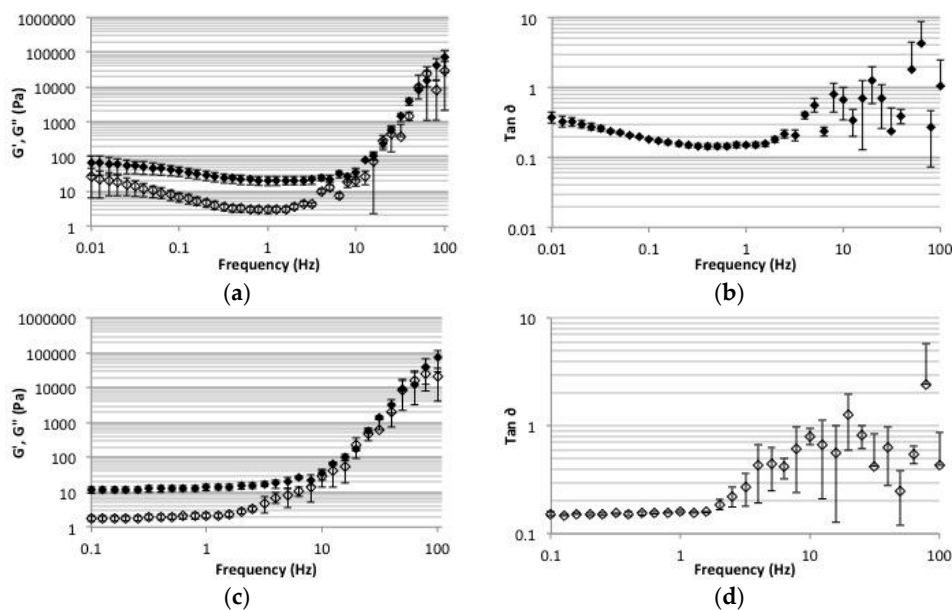 1000000
100000
10000
1000
100
10
1
G', G'' (Pa)
0.01 0.1 1 10 100
Frequency (Hz)
(a)
10
1
0.1
0.01
Tan ∂
0.01 0.1 1 10 100
Frequency (Hz)
(b)
1000000
100000
10000
1000
100
10
1
G', G'' (Pa)
0.1 1 10 100
Frequency (Hz)
(c)
10
1
0.1
Tan ∂
0.1 1 10 100
Frequency (Hz)
(d)